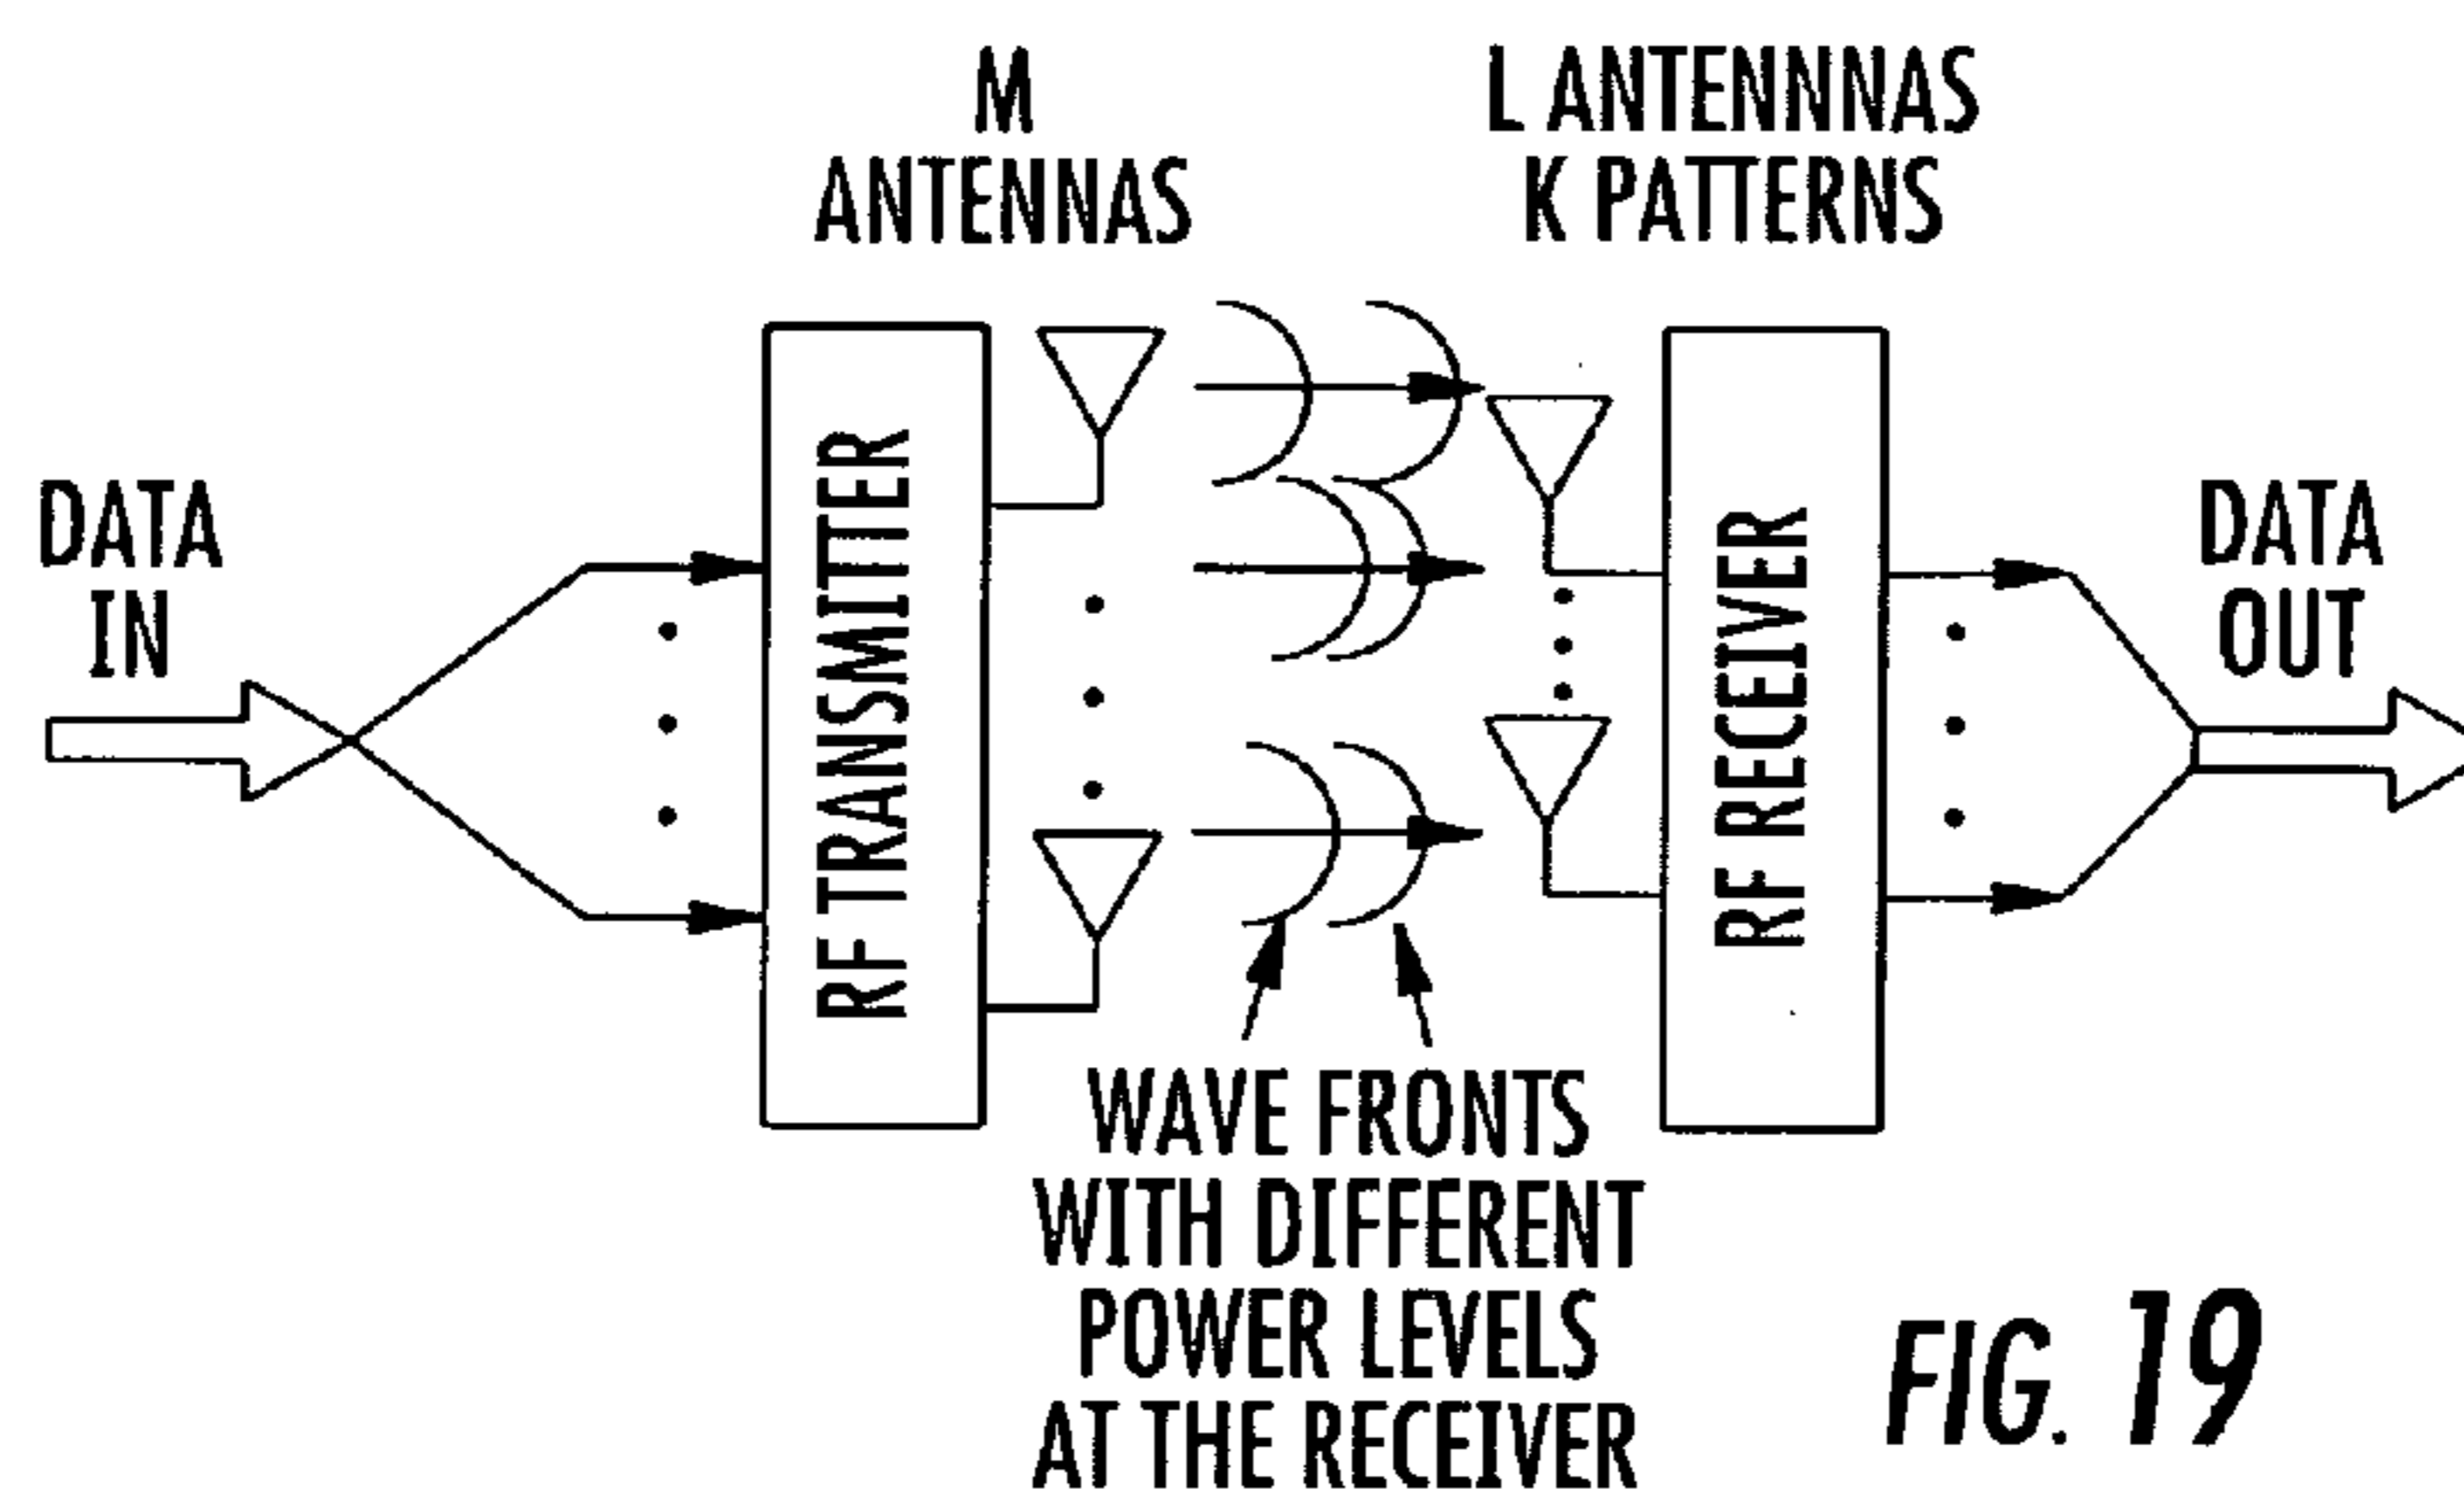 M
ANTENNAS
L ANTENNNAS
K PATTERNS
DATA
IN
RF TRANSMITTER
RF RECEIVER
DATA
OUT
WAVE FRONTS
WITH DIFFERENT
POWER LEVELS
AT THE RECEIVER
FIG. 19